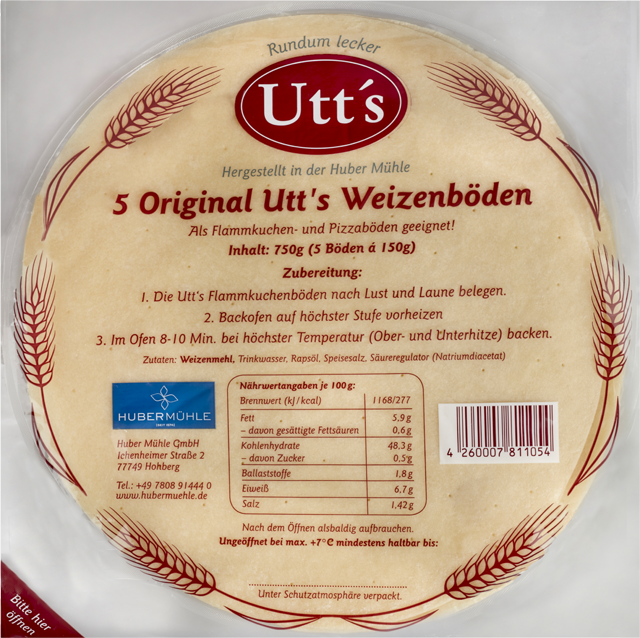 Rundum lecker
Utt´s
Hergestellt in der Huber Mühle
5 Original Utt's Weizenböden
Als Flammkuchen- und Pizzaböden geeignet!
Inhalt: 750g (5 Böden á 150g)
Zubereitung:
1. Die Utt's Flammkuchenböden nach Lust und Laune belegen.
2. Backofen auf höchster Stufe vorheizen
3. Im Ofen 8-10 Min. bei höchster Temperatur (Ober- und Unterhitze) backen.
Zutaten: Weizenmehl, Trinkwasser, Rapsöl, Speisesalz, Säureregulator (Natriumdiacetat)
HUBERMÜHLE
Huber Mühle GmbH
Ichenheimer Straße 2
77749 Hohberg
Tel.: +49 7808 91444 0
www.hubermuehle.de
Nährwertangaben je 100g:
Brennwert (kJ/kcal) 1168/277
Fett 5,9g
– davon gesättigte Fettsäuren 0,6g
Kohlenhydrate 48,3g
– davon Zucker 0,5g
Ballaststoffe 1,8g
Eiweiß 6,7g
Salz 1,42g
4 260007 811054
Nach dem Öffnen alsbaldig aufbrauchen.
Ungeöffnet bei max. +7°C mindestens haltbar bis:
Unter Schutzatmosphäre verpackt.
Bitte hier
öffnen